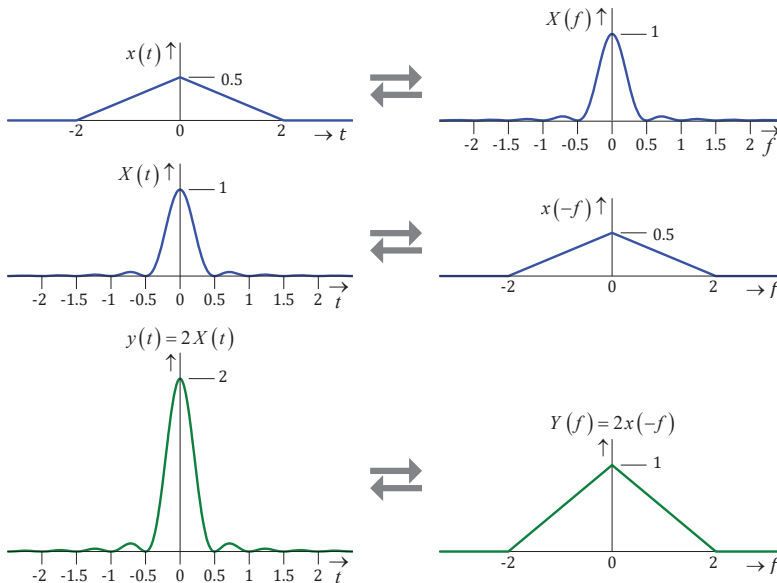 x(t) ↑
0.5
-2 0 2
→ t
X(f) ↑
1
-2 -1.5 -1 -0.5 0 0.5 1 1.5 2
→ f
X(t) ↑
1
-2 -1.5 -1 -0.5 0 0.5 1 1.5 2
→ t
x(−f) ↑
0.5
-2 0 2
→ f
y(t) = 2X(t)
↑
2
-2 -1.5 -1 -0.5 0 0.5 1 1.5 2
→ t
Y(f) = 2x(−f)
↑
1
-2 0 2
→ f